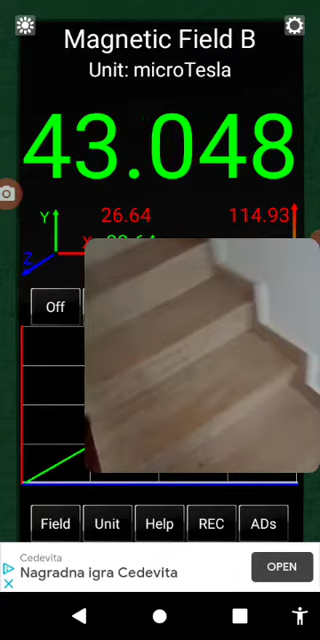 Magnetic Field B
Unit: microTesla
43.048
Y
26.64
114.93
X
Z
Off
Field
Unit
Help
REC
ADs
Cedevita
Nagradna igra Cedevita
OPEN